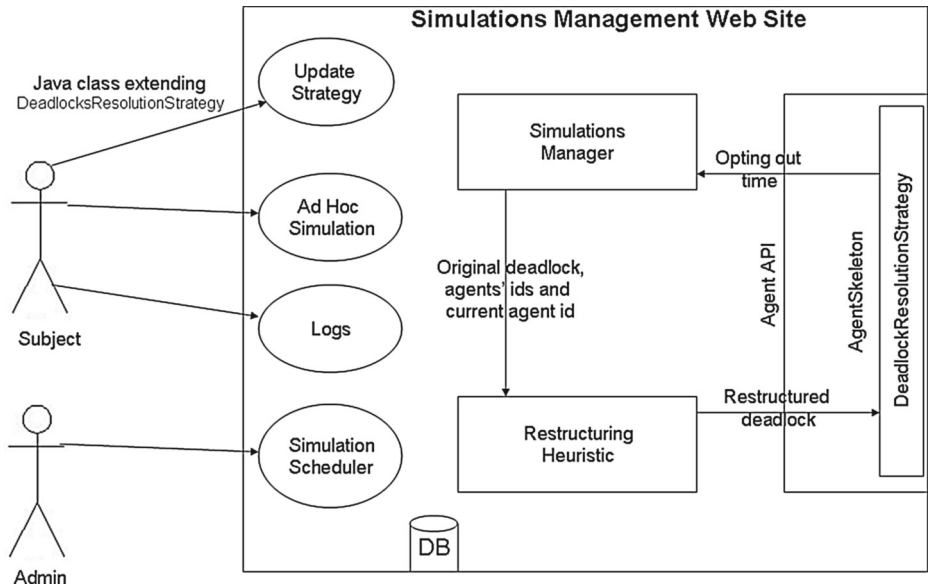 Simulations Management Web Site
Java class extending
DeadlocksResolutionStrategy
Update
Strategy
Simulations
Manager
Opting out
time
Ad Hoc
Simulation
Original deadlock,
agents' ids and
current agent id
Agent API
AgentSkeleton
DeadlockResolutionStrategy
Subject
Logs
Restructured
deadlock
Simulation
Scheduler
Restructuring
Heuristic
DB
Admin